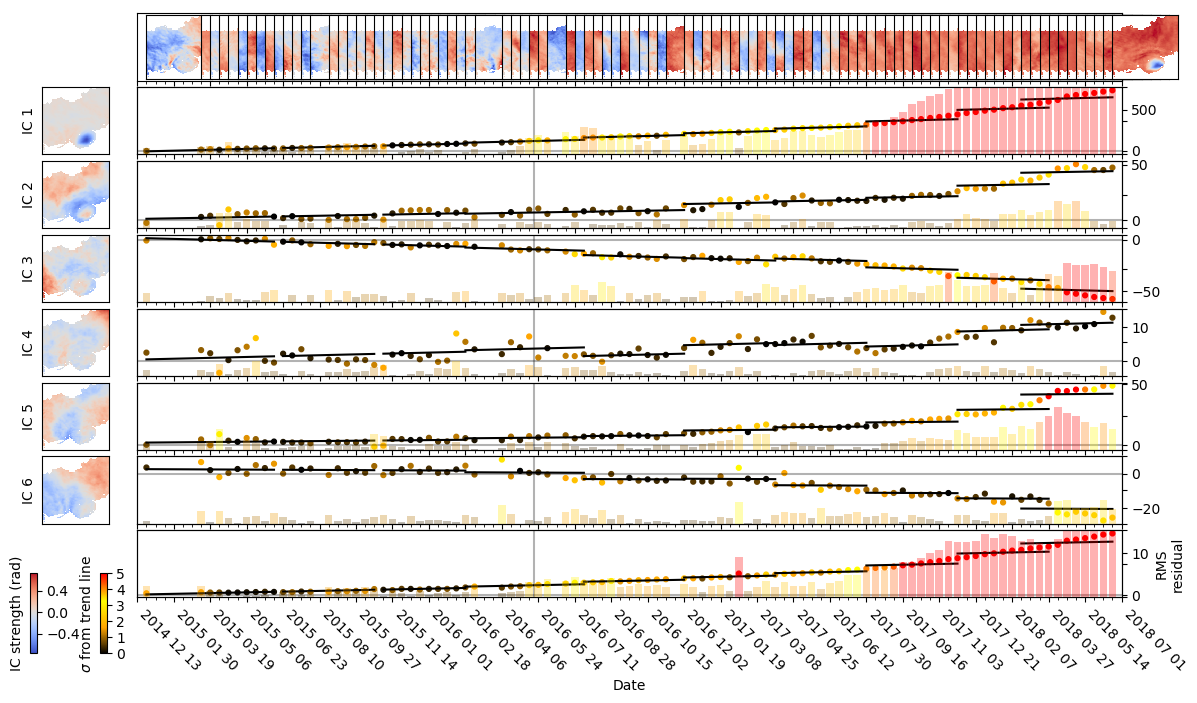 IC 1
500
0
IC 2
50
0
IC 3
0
−50
IC 4
10
0
IC 5
50
0
IC 6
0
−20
10
0
RMS
residual
IC strength (rad)
0.4
0.0
−0.4
σ from trend line
5
4
3
2
1
0
2014 12 13
2015 01 30
2015 03 19
2015 05 06
2015 06 23
2015 08 10
2015 09 27
2015 11 14
2016 01 01
2016 02 18
2016 04 06
2016 05 24
2016 07 11
2016 08 28
2016 10 15
2016 12 02
2017 01 19
2017 03 08
2017 04 25
2017 06 12
2017 07 30
2017 09 16
2017 11 03
2017 12 21
2018 02 07
2018 03 27
2018 05 14
2018 07 01
Date